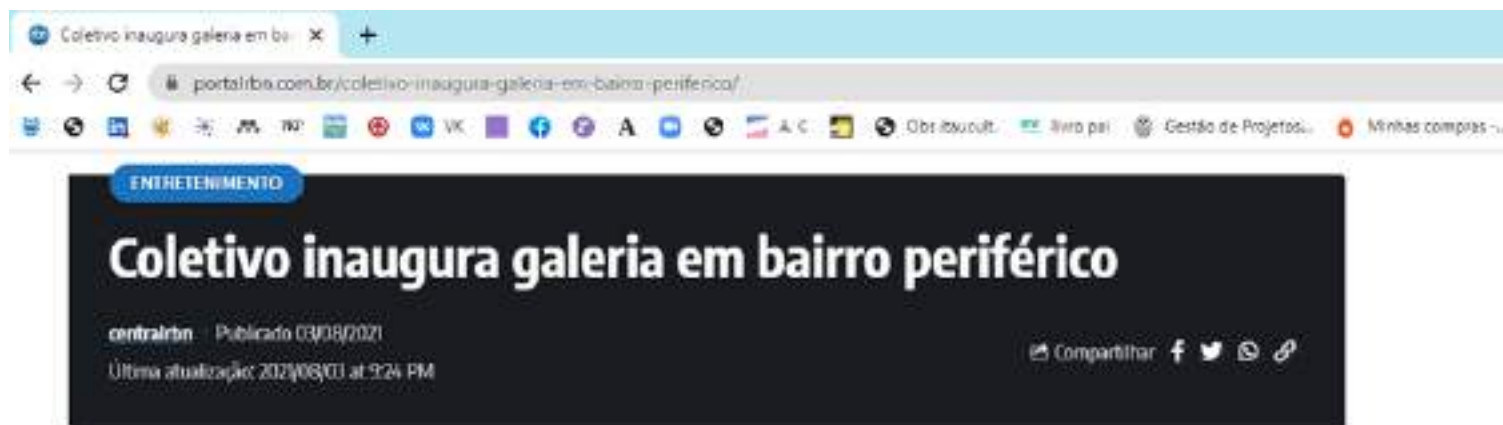 Coletivo inaugura galeria em ba
portalrbn.com.br/coletivo-inaugura-galeria-em-bairro-periferico/
VK A A C Obs itaucult. livro pai Gestão de Projetos... Minhas compras -...
ENTRETENIMENTO
Coletivo inaugura galeria em bairro periférico
centralrbn Publicado 03/08/2021
Compartilhar
Última atualização: 2021/08/03 at 9:24 PM